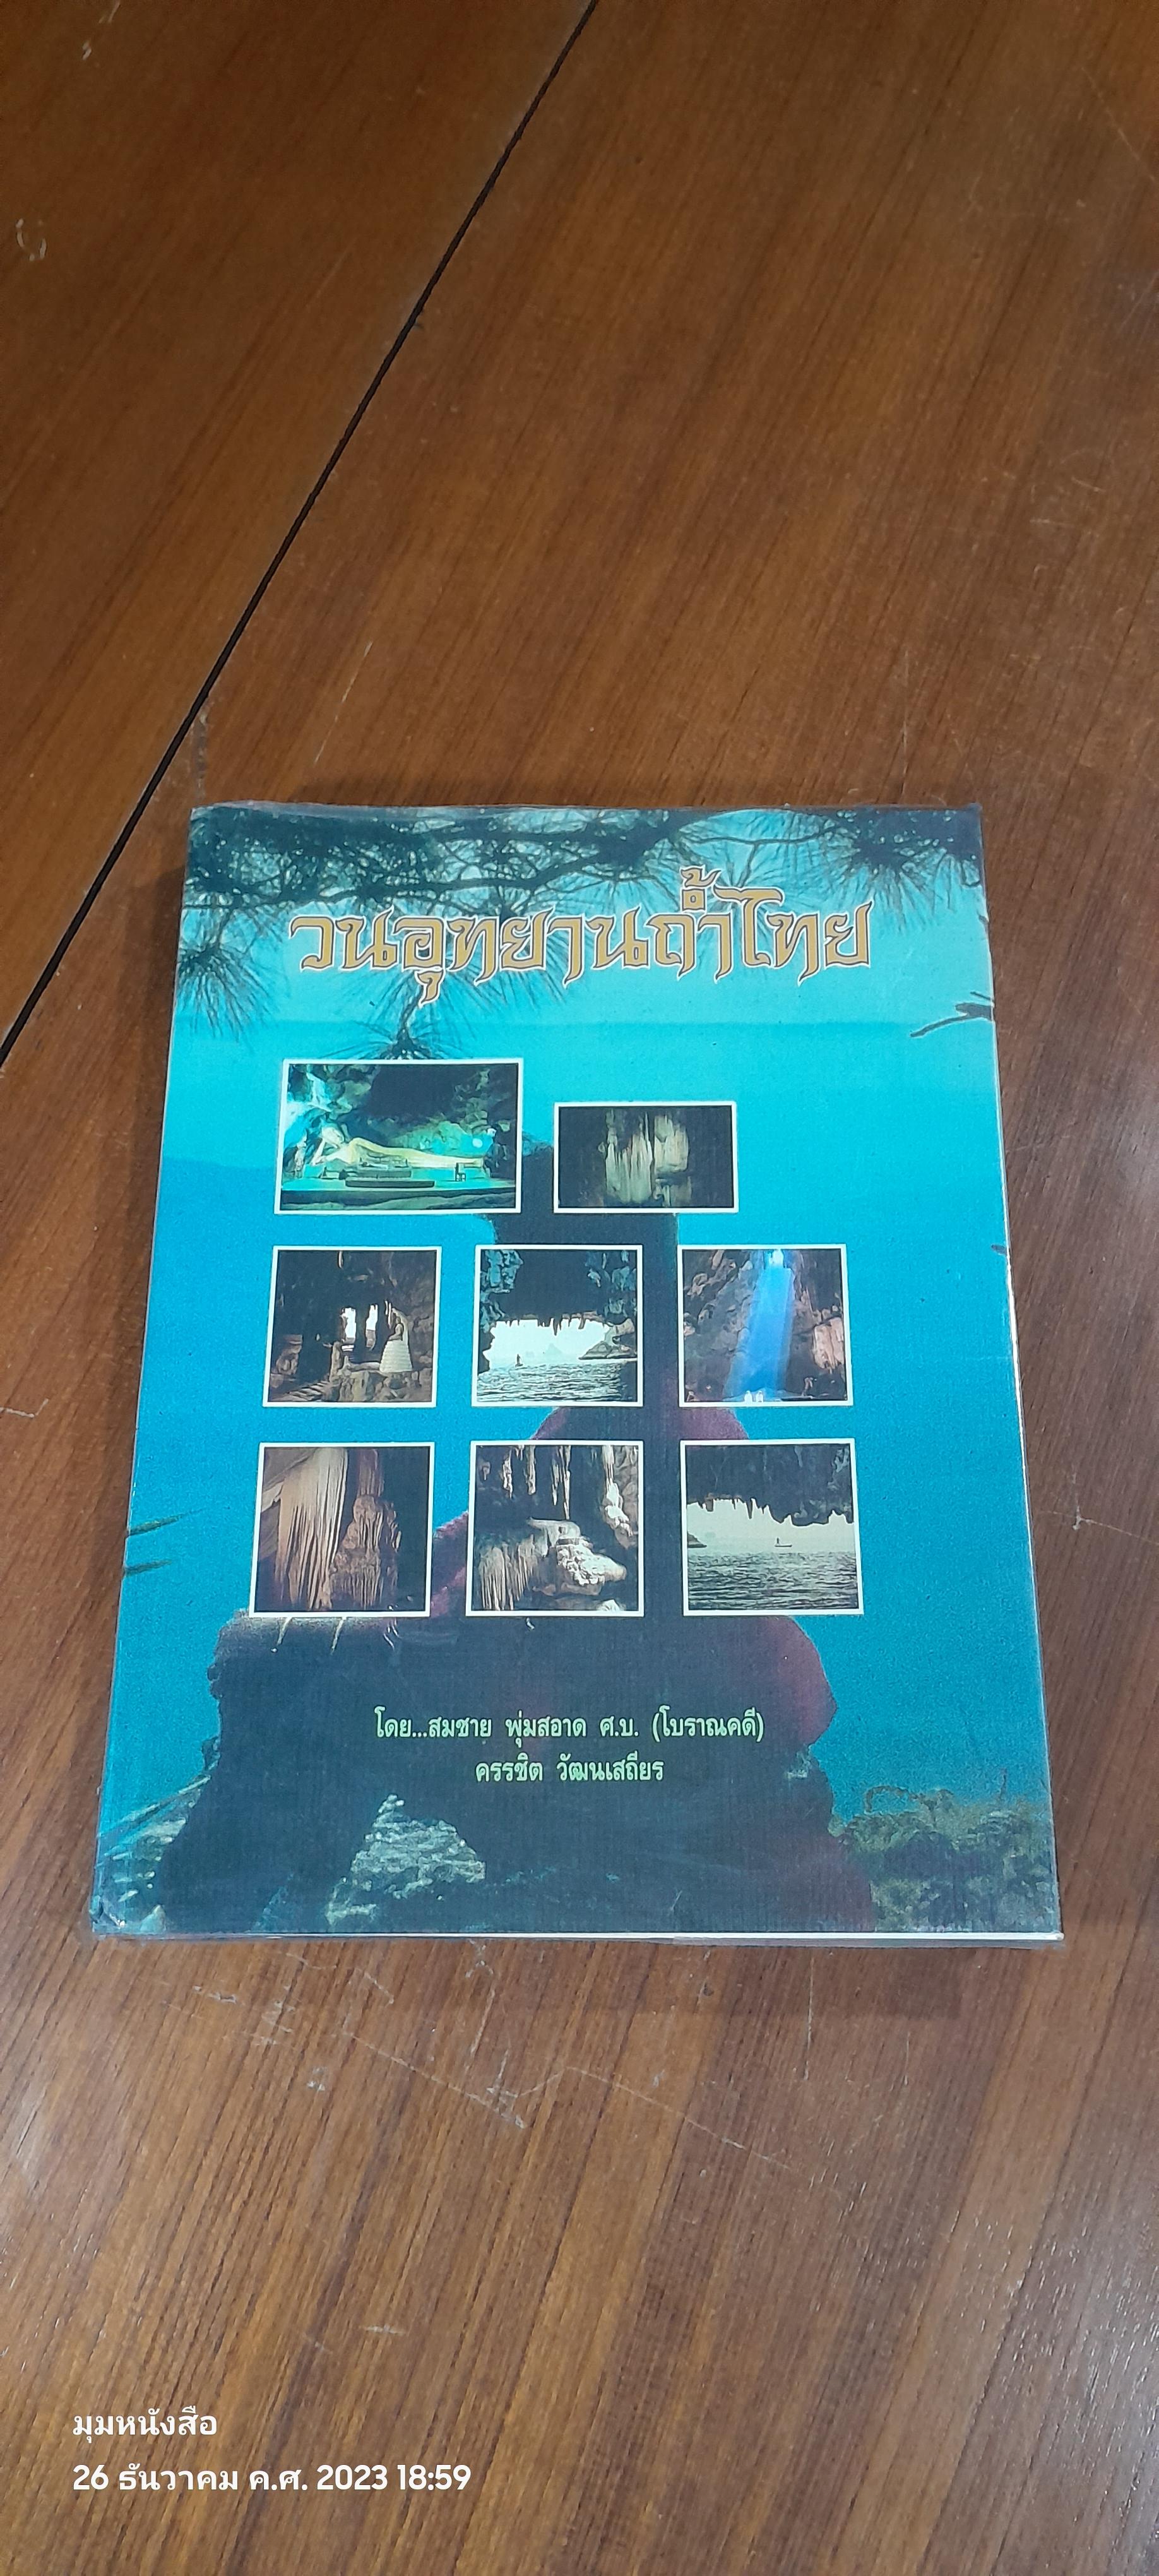 วนอุทยานถ้ำไทย
โดย...สมชาย พุ่มสอาด ศ.บ. (โบราณคดี)
ครรชิต วัฒนเสถียร
มุมหนังสือ
26 ธันวาคม ค.ศ. 2023 18:59